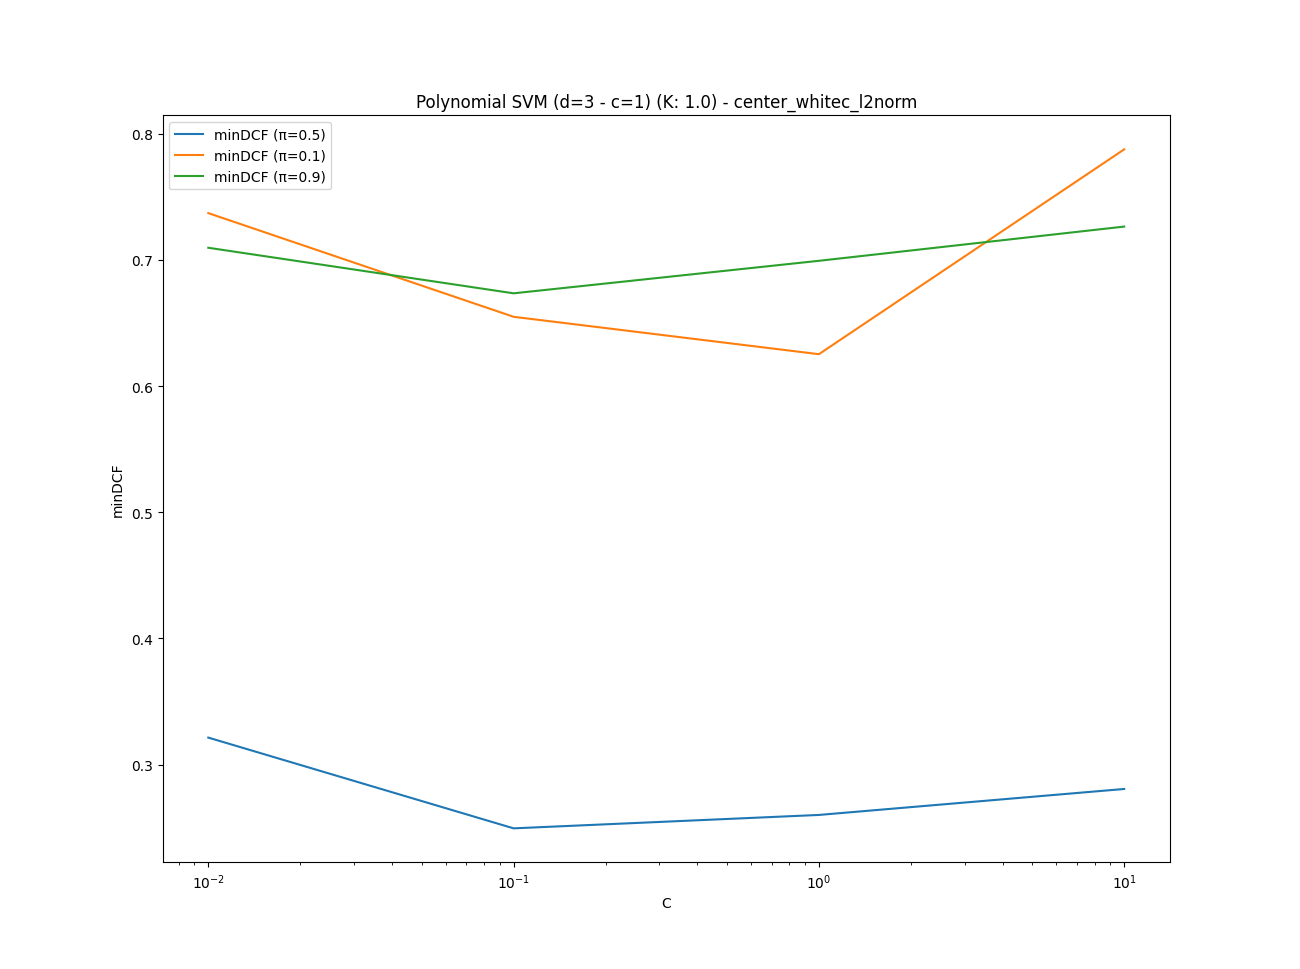 Polynomial SVM (d=3 - c=1) (K: 1.0) - center_whitec_l2norm
minDCF (π=0.5)
minDCF (π=0.1)
minDCF (π=0.9)
minDCF
0.8
0.7
0.6
0.5
0.4
0.3
10⁻²
10⁻¹
10⁰
10¹
C